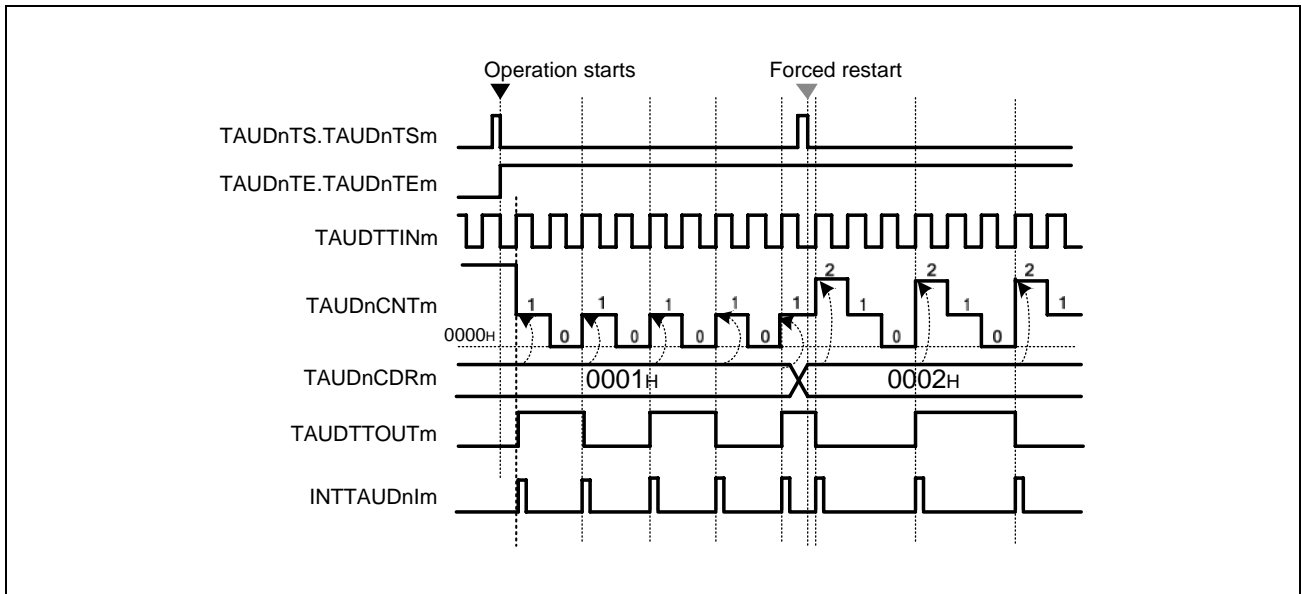 Operation starts Forced restart
TAUDnTS.TAUDnTSm
TAUDnTE.TAUDnTEm
TAUDTTINm
2 2 2
TAUDnCNTm 1 1 1 1 1 1 1 1
0000H 0 0 0 0 0 0
TAUDnCDRm 0001H 0002H
TAUDTTOUTm
INTTAUDnIm